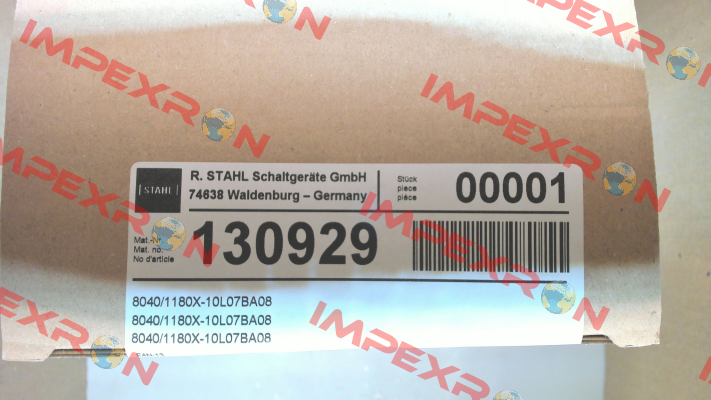 IMPEXRON
IMPEXRON
IMPEXRON
IMPEXRON
[STAHL]
R. STAHL Schaltgeräte GmbH
74638 Waldenburg – Germany
Stück
piece
pièce
00001
Mat.-Nr.
Mat. no.
No d'article
130929
8040/1180X-10L07BA08
8040/1180X-10L07BA08
8040/1180X-10L07BA08
IMPEXRON
IMPEXRON
IMPEXRON